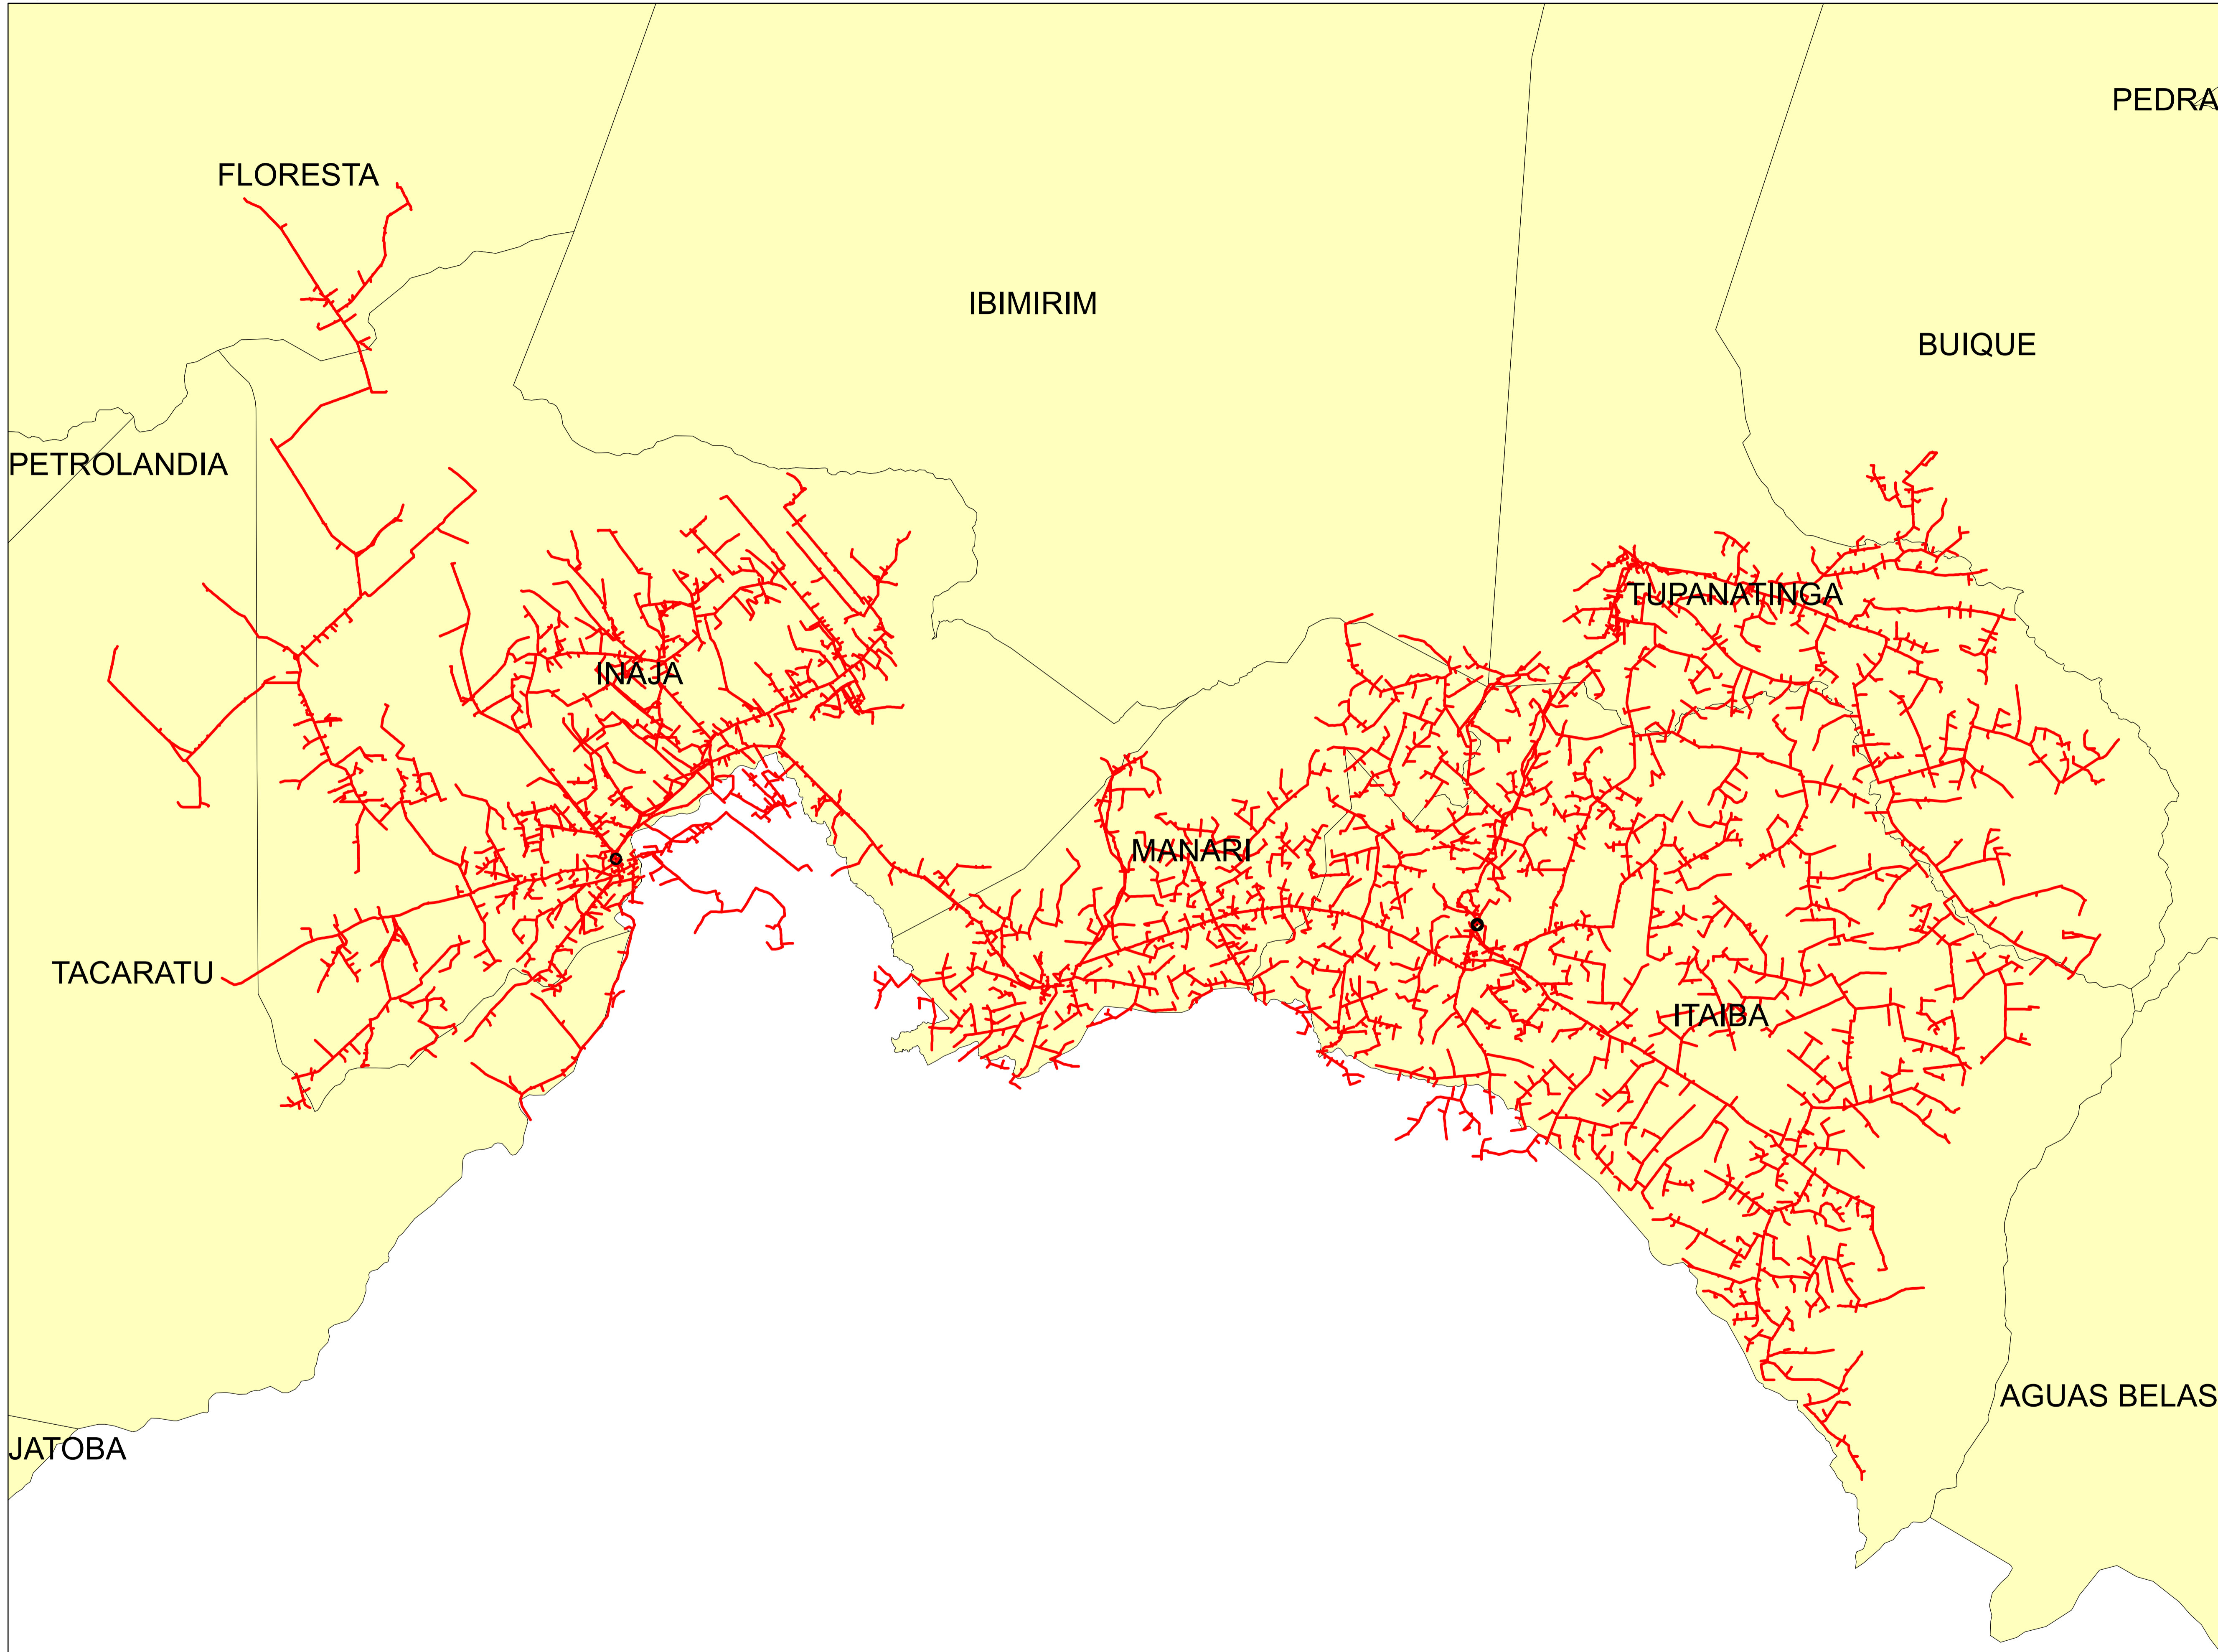 PEDRA
FLORESTA
IBIMIRIM
BUIQUE
PETROLANDIA
TUPANATINGA
INAJA
MANARI
TACARATU
ITAIBA
AGUAS BELAS
JATOBA